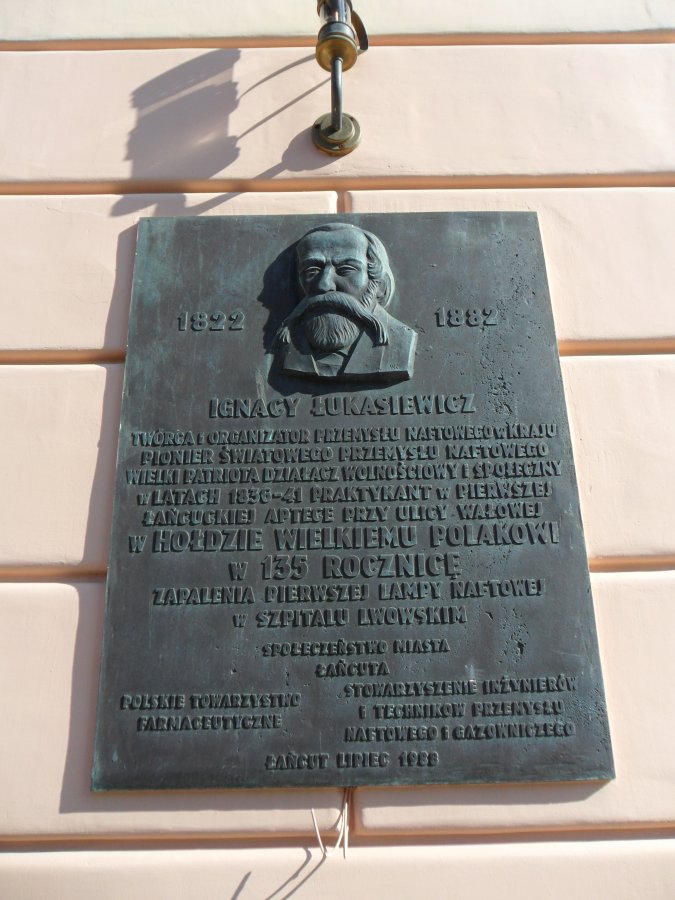 1822 1882
IGNACY ŁUKASIEWICZ
TWÓRCA I ORGANIZATOR PRZEMYSŁU NAFTOWEGO W KRAJU
PIONIER ŚWIATOWEGO PRZEMYSŁU NAFTOWEGO
WIELKI PATRIOTA DZIAŁACZ WOLNOŚCIOWY I SPOŁECZNY
W LATACH 1836-41 PRAKTYKANT W PIERWSZEJ
ŁAŃCUCKIEJ APTECE PRZY ULICY WAŁOWEJ
W HOŁDZIE WIELKIEMU POLAKOWI
W 135 ROCZNICĘ
ZAPALENIA PIERWSZEJ LAMPY NAFTOWEJ
W SZPITALU LWOWSKIM
SPOŁECZEŃSTWO MIASTA
ŁAŃCUTA
POLSKIE TOWARZYSTWO
FARMACEUTYCZNE
STOWARZYSZENIE INŻYNIERÓW
I TECHNIKÓW PRZEMYSŁU
NAFTOWEGO I GAZOWNICZEGO
ŁAŃCUT LIPIEC 1988